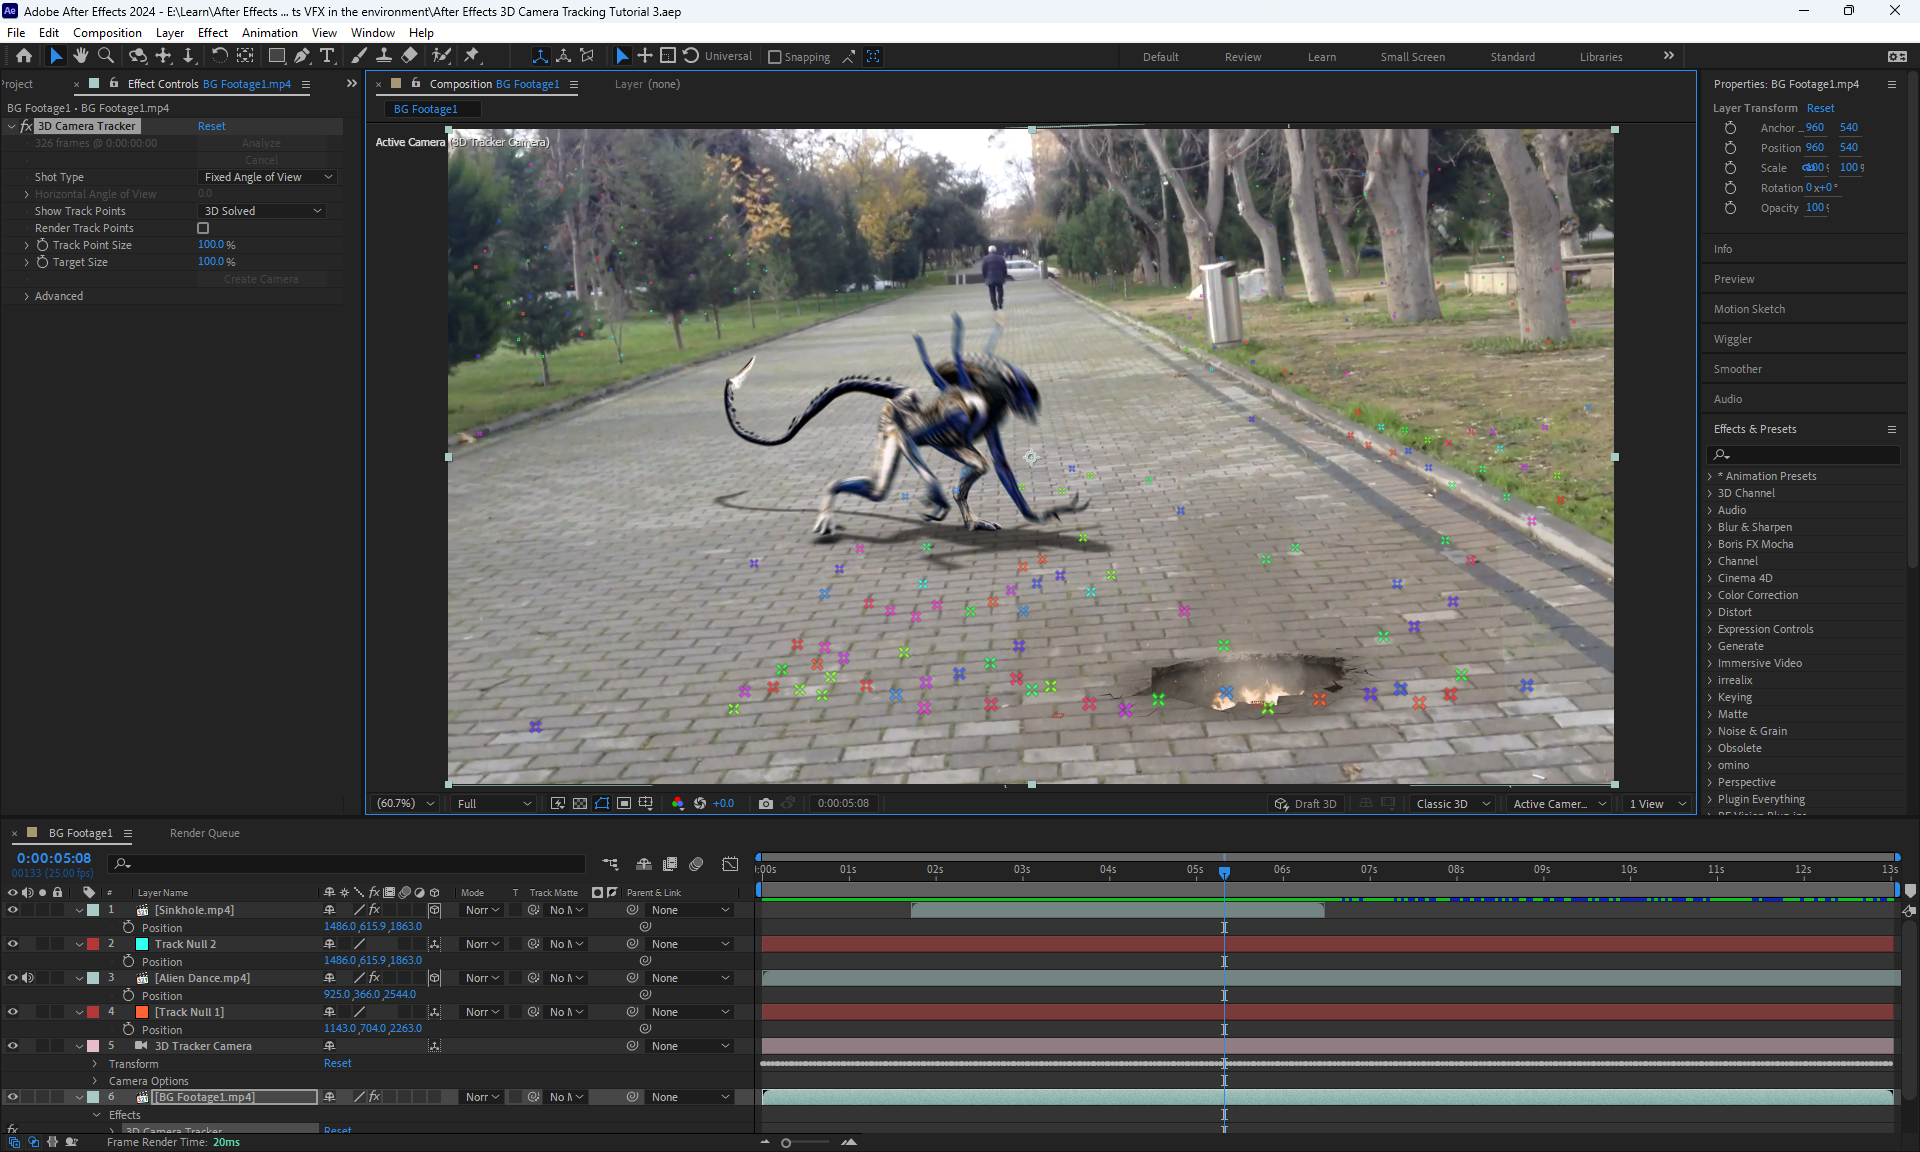 Adobe After Effects 2024 - E:\Learn\After Effects ... ts VFX in the environment\After Effects 3D Camera Tracking Tutorial 3.aep
File Edit Composition Layer Effect Animation View Window Help
Universal Snapping Default Review Learn Small Screen Standard Libraries
Effect Controls BG Footage1.mp4
BG Footage1 • BG Footage1.mp4
fx 3D Camera Tracker Reset
326 frames @ 0:00:00:00 Analyze
Cancel
Shot Type Fixed Angle of View
Horizontal Angle of View 0.0
Show Track Points 3D Solved
Render Track Points
Track Point Size 100.0 %
Target Size 100.0 %
Create Camera
Advanced
Composition BG Footage1 Layer (none)
BG Footage1
Active Camera (3D Tracker Camera)
(60.7%) Full +0.0 0:00:05:08 Draft 3D Classic 3D Active Camer... 1 View
Properties: BG Footage1.mp4
Layer Transform Reset
Anchor ... 960 540
Position 960 540
Scale 100 100
Rotation 0x+0°
Opacity 100
Info
Preview
Motion Sketch
Wiggler
Smoother
Audio
Effects & Presets
* Animation Presets
3D Channel
Audio
Blur & Sharpen
Boris FX Mocha
Channel
Cinema 4D
Color Correction
Distort
Expression Controls
Generate
Immersive Video
irrealix
Keying
Matte
Noise & Grain
Obsolete
omino
Perspective
Plugin Everything
BG Footage1 Render Queue
0:00:05:08
00133 (25.00 fps)
:00s 01s 02s 03s 04s 05s 06s 07s 08s 09s 10s 11s 12s 13s
# Layer Name fx Mode T Track Matte Parent & Link
1 [Sinkhole.mp4] fx Norr No None
Position 1486.0,615.9,1863.0
2 Track Null 2 Norr No None
Position 1486.0,615.9,1863.0
3 [Alien Dance.mp4] fx Norr No None
Position 925.0,366.0,2544.0
4 [Track Null 1] Norr No None
Position 1143.0,704.0,2263.0
5 3D Tracker Camera None
Transform Reset
Camera Options
6 [BG Footage1.mp4] fx Norr No None
Effects
fx 3D Camera Tracker Reset
Frame Render Time: 20ms